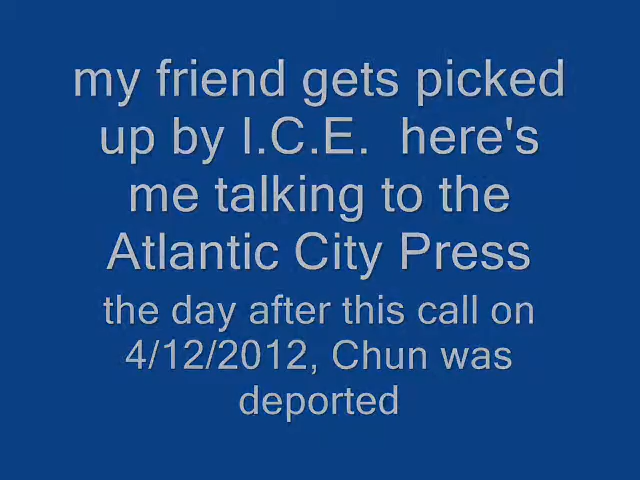 my friend gets picked
up by I.C.E.  here's
me talking to the
Atlantic City Press
the day after this call on
4/12/2012, Chun was
deported